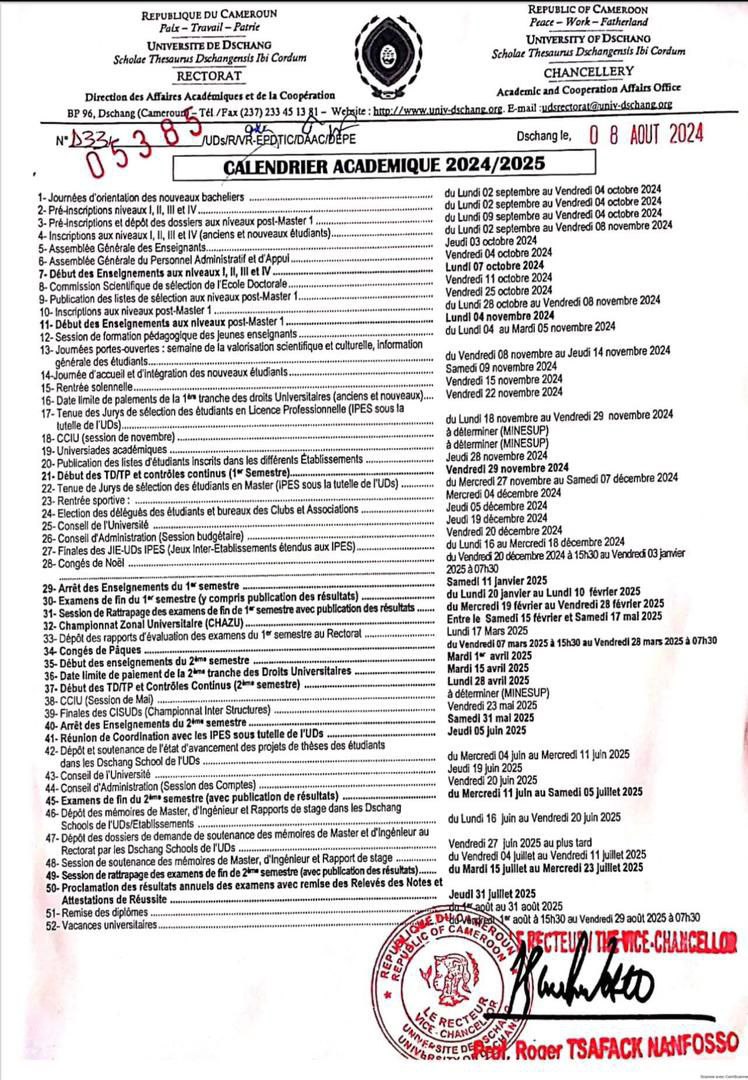 REPUBLIQUE DU CAMEROUN
Paix – Travail – Patrie
UNIVERSITE DE DSCHANG
Scholae Thesaurus Dschangensis Ibi Cordum
RECTORAT
Direction des Affaires Académiques et de la Coopération
REPUBLIC OF CAMEROON
Peace – Work – Fatherland
UNIVERSITY OF DSCHANG
Scholae Thesaurus Dschangensis Ibi Cordum
CHANCELLERY
Academic and Cooperation Affairs Office
BP 96, Dschang (Cameroun) – Tél /Fax (237) 233 45 13 81 – Website : http://www.univ-dschang.org. E-mail :udsrectorat@univ-dschang.org
05385
N° /UDs/R/VR-EPDTIC/DAAC/DEPE Dschang le, 08 AOUT 2024
CALENDRIER ACADEMIQUE 2024/2025
1- Journées d'orientation des nouveaux bacheliers du Lundi 02 septembre au Vendredi 04 octobre 2024
2- Pré-inscriptions niveaux I, II, III et IV du Lundi 02 septembre au Vendredi 04 octobre 2024
3- Pré-inscriptions et dépôt des dossiers aux niveaux post-Master 1 du Lundi 09 septembre au Vendredi 04 octobre 2024
4- Inscriptions aux niveaux I, II, III et IV (anciens et nouveaux étudiants) du Lundi 02 septembre au Vendredi 08 novembre 2024
5- Assemblée Générale des Enseignants Jeudi 03 octobre 2024
6- Assemblée Générale du Personnel Administratif et d'Appui Vendredi 04 octobre 2024
7- Début des Enseignements aux niveaux I, II, III et IV Lundi 07 octobre 2024
8- Commission Scientifique de sélection de l'Ecole Doctorale Vendredi 11 octobre 2024
9- Publication des listes de sélection aux niveaux post-Master 1 Vendredi 25 octobre 2024
10- Inscriptions aux niveaux post-Master 1 du Lundi 28 octobre au Vendredi 08 novembre 2024
11- Début des Enseignements aux niveaux post-Master 1 Lundi 04 novembre 2024
12- Session de formation pédagogique des jeunes enseignants du Lundi 04 au Mardi 05 novembre 2024
13- Journées portes-ouvertes : semaine de la valorisation scientifique et culturelle, information
générale des étudiants du Vendredi 08 novembre au Jeudi 14 novembre 2024
14-Journée d'accueil et d'intégration des nouveaux étudiants Samedi 09 novembre 2024
15- Rentrée solennelle Vendredi 15 novembre 2024
16- Date limite de paiements de la 1ère tranche des droits Universitaires (anciens et nouveaux) Vendredi 22 novembre 2024
17- Tenue des Jurys de sélection des étudiants en Licence Professionnelle (IPES sous la
tutelle de l'UDs) du Lundi 18 novembre au Vendredi 29 novembre 2024
18- CCIU (session de novembre) à déterminer (MINESUP)
19- Universiades académiques à déterminer (MINESUP)
20- Publication des listes d'étudiants inscrits dans les différents Établissements Jeudi 28 novembre 2024
21- Début des TD/TP et contrôles continus (1er Semestre) Vendredi 29 novembre 2024
22- Tenue de Jurys de sélection des étudiants en Master (IPES sous la tutelle de l'UDs) du Mercredi 27 novembre au Samedi 07 décembre 2024
23- Rentrée sportive : Mercredi 04 décembre 2024
24- Election des délégués des étudiants et bureaux des Clubs et Associations Jeudi 05 décembre 2024
25- Conseil de l'Université Jeudi 19 décembre 2024
26- Conseil d'Administration (Session budgétaire) Vendredi 20 décembre 2024
27- Finales des JIE-UDs IPES (Jeux Inter-Etablissements étendus aux IPES) du Lundi 16 au Mercredi 18 décembre 2024
28- Congés de Noël du Vendredi 20 décembre 2024 à 15h30 au Vendredi 03 janvier
2025 à 07h30
29- Arrêt des Enseignements du 1er semestre Samedi 11 janvier 2025
30- Examens de fin du 1er semestre (y compris publication des résultats) du Lundi 20 janvier au Lundi 10 février 2025
31- Session de Rattrapage des examens de fin de 1er semestre avec publication des résultats du Mercredi 19 février au Vendredi 28 février 2025
32- Championnat Zonal Universitaire (CHAZU) Entre le Samedi 15 février et Samedi 17 mai 2025
33- Dépôt des rapports d'évaluation des examens du 1er semestre au Rectorat Lundi 17 Mars 2025
34- Congés de Pâques du Vendredi 07 mars 2025 à 15h30 au Vendredi 28 mars 2025 à 07h30
35- Début des enseignements du 2ème semestre Mardi 1er avril 2025
36- Date limite de paiement de la 2ème tranche des Droits Universitaires Mardi 15 avril 2025
37- Début des TD/TP et Contrôles Continus (2ème semestre) Lundi 28 avril 2025
38- CCIU (Session de Mai) à déterminer (MINESUP)
39- Finales des CISUDs (Championnat Inter Structures) Vendredi 23 mai 2025
40- Arrêt des Enseignements du 2ème semestre Samedi 31 mai 2025
41- Réunion de Coordination avec les IPES sous tutelle de l'UDs Jeudi 05 juin 2025
42- Dépôt et soutenance de l'état d'avancement des projets de thèses des étudiants
dans les Dschang School de l'UDs du Mercredi 04 juin au Mercredi 11 juin 2025
43- Conseil de l'Université Jeudi 19 juin 2025
44- Conseil d'Administration (Session des Comptes) Vendredi 20 juin 2025
45- Examens de fin du 2ème semestre (avec publication de résultats) du Mercredi 11 juin au Samedi 05 juillet 2025
46- Dépôt des mémoires de Master, d'Ingénieur et Rapports de stage dans les Dschang
Schools de l'UDs/Etablissements du Lundi 16 juin au Vendredi 20 juin 2025
47- Dépôt des dossiers de demande de soutenance des mémoires de Master et d'Ingénieur au
Rectorat par les Dschang Schools de l'UDs Vendredi 27 juin 2025 au plus tard
48- Session de soutenance des mémoires de Master, d'Ingénieur et Rapport de stage du Vendredi 04 juillet au Vendredi 11 juillet 2025
49- Session de rattrapage des examens de fin de 2ème semestre (avec publication des résultats) du Mardi 15 juillet au Mercredi 23 juillet 2025
50- Proclamation des résultats annuels des examens avec remise des Relevés des Notes et
Attestations de Réussite Jeudi 31 juillet 2025
51- Remise des diplômes du 1er août au 31 août 2025
52- Vacances universitaires du Vendredi 1er août à 15h30 au Vendredi 29 août 2025 à 07h30
LE RECTEUR / THE VICE-CHANCELLOR
REPUBLIQUE DU CAMEROUN
REPUBLIC OF CAMEROON
LE RECTEUR
VICE-CHANCELLOR
UNIVERSITE DE DSCHANG
Prof. Roger TSAFACK NANFOSSO